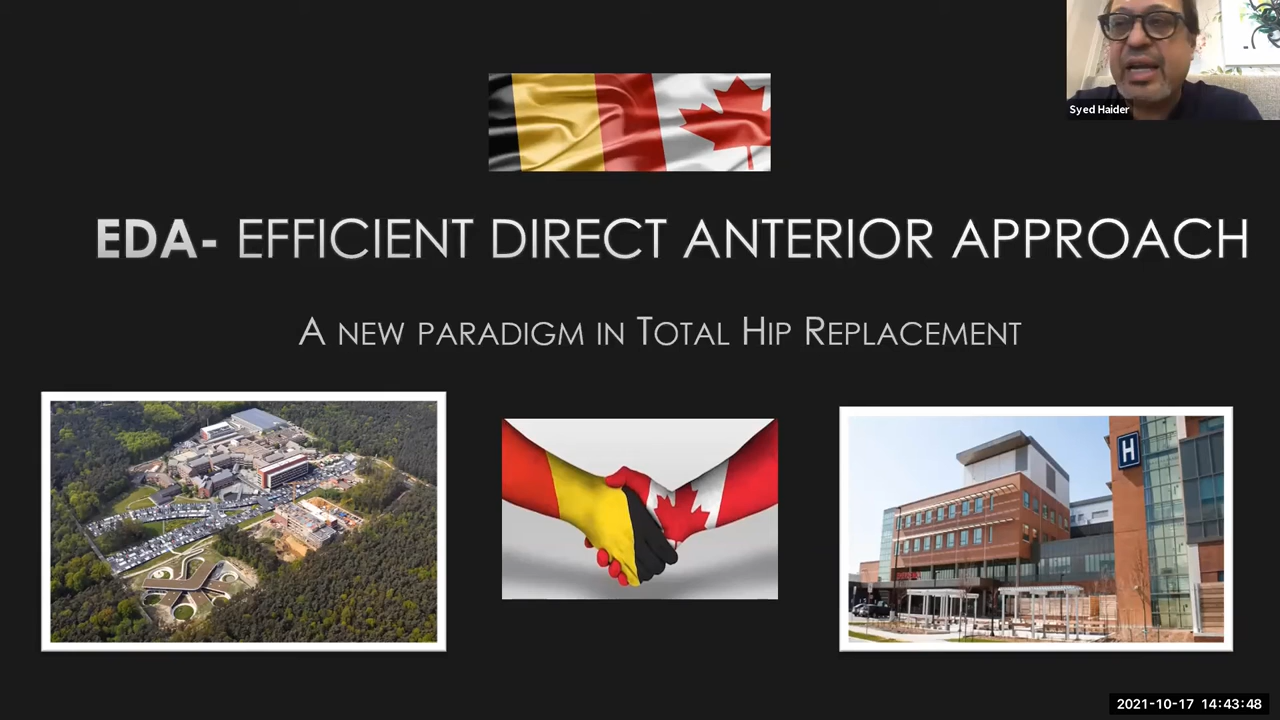 Syed Haider
EDA- EFFICIENT DIRECT ANTERIOR APPROACH
A NEW PARADIGM IN TOTAL HIP REPLACEMENT
H
2021-10-17 14:43:48